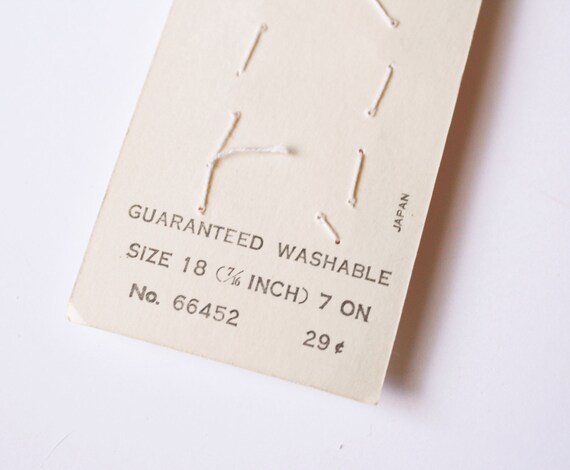 JAPAN
GUARANTEED WASHABLE
SIZE 18 (7/16 INCH) 7 ON
No. 66452 29¢